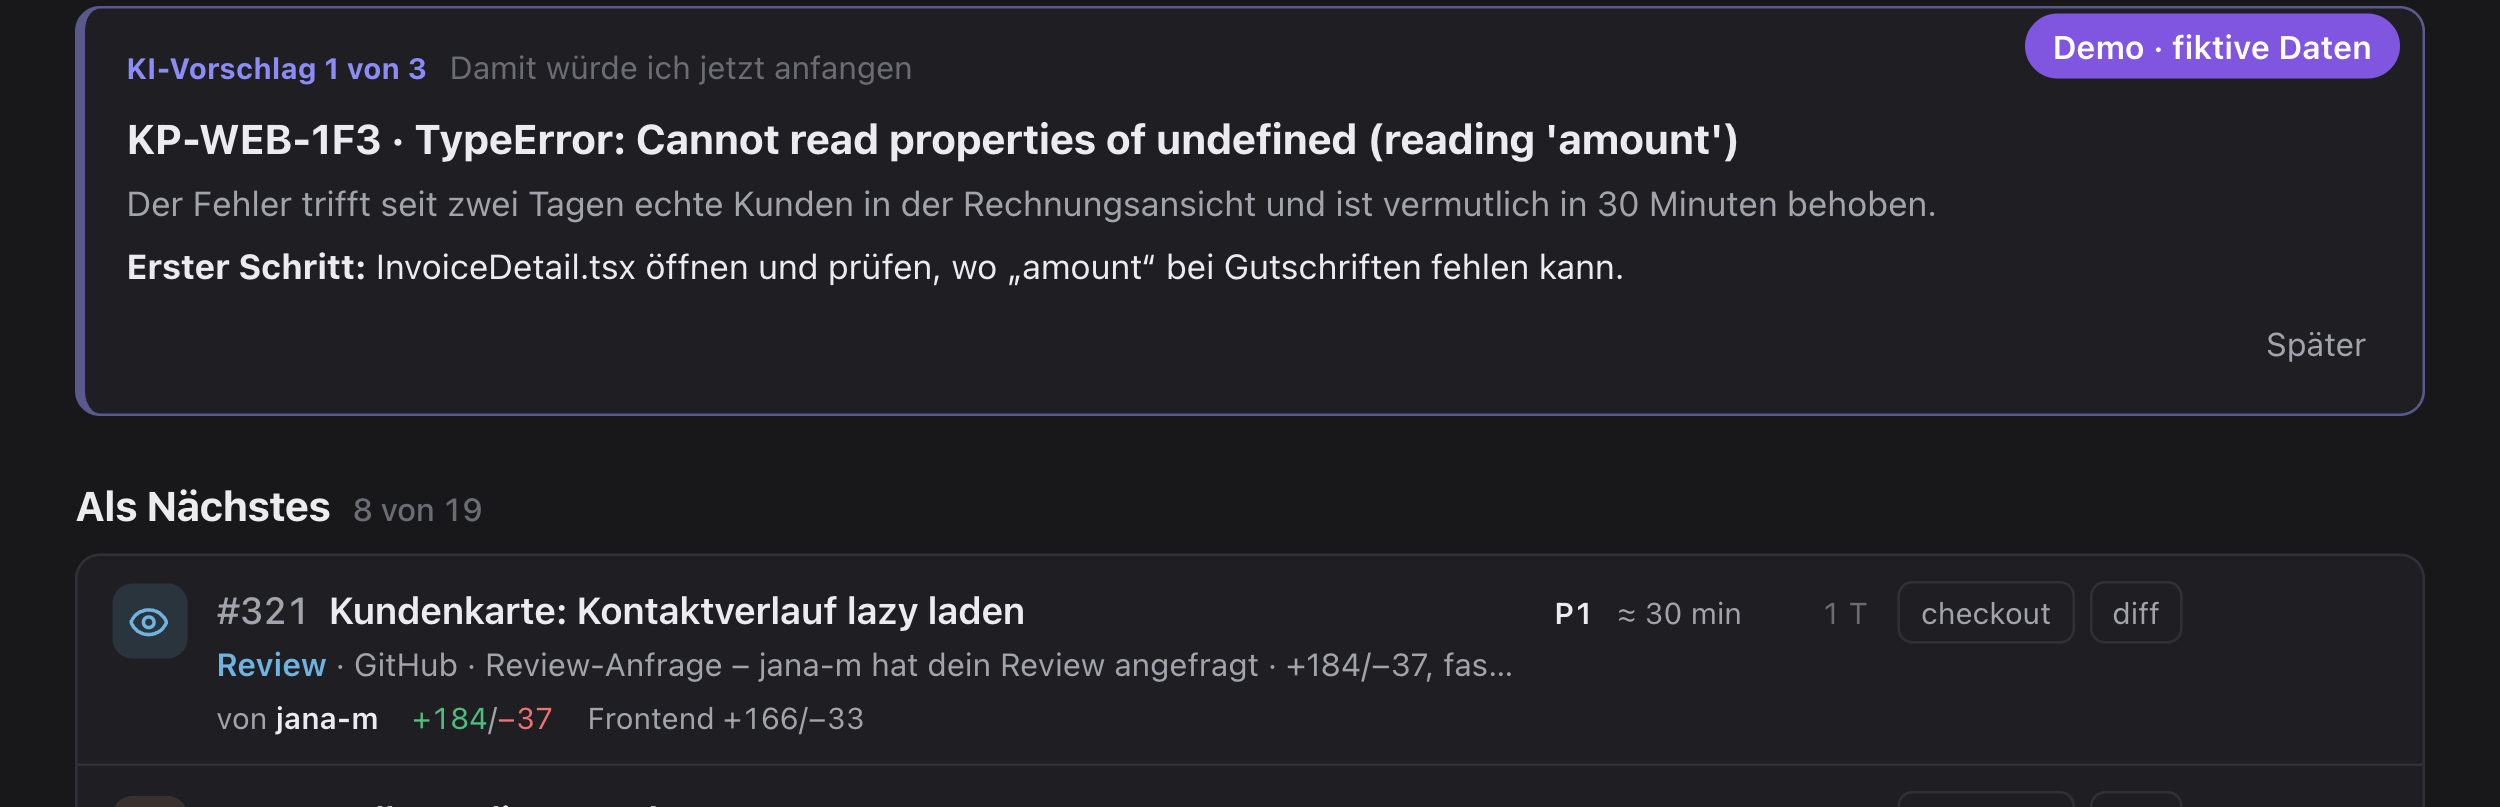 KI-Vorschlag 1 von 3 Damit würde ich jetzt anfangen
Demo · fiktive Daten
KP-WEB-1F3 · TypeError: Cannot read properties of undefined (reading 'amount')
Der Fehler trifft seit zwei Tagen echte Kunden in der Rechnungsansicht und ist vermutlich in 30 Minuten behoben.
Erster Schritt: InvoiceDetail.tsx öffnen und prüfen, wo „amount“ bei Gutschriften fehlen kann.
Später
Als Nächstes 8 von 19
#321 Kundenkarte: Kontaktverlauf lazy laden P1 ≈ 30 min 1 T checkout diff
Review · GitHub · Review-Anfrage – jana-m hat dein Review angefragt · +184/−37, fas…
von jana-m +184/−37 Frontend +166/−33